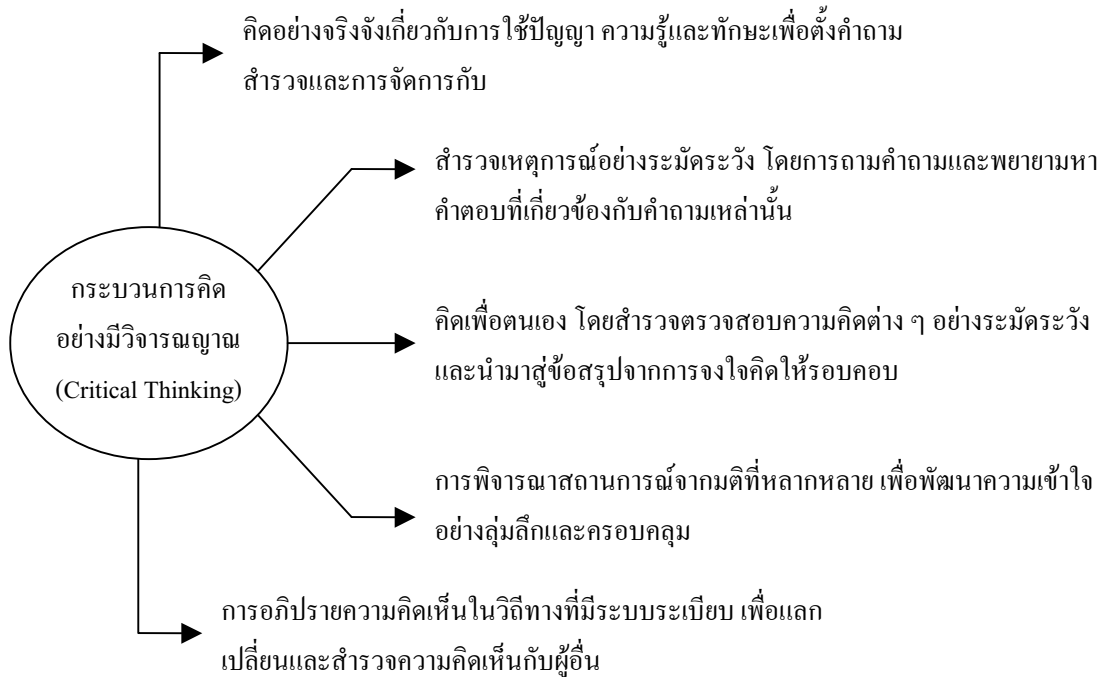 คิดอย่างจริงจังเกี่ยวกับการใช้ปัญญา ความรู้และทักษะเพื่อตั้งคำถาม
สำรวจและการจัดการกับ
สำรวจเหตุการณ์อย่างระมัดระวัง โดยการถามคำถามและพยายามหา
คำตอบที่เกี่ยวข้องกับคำถามเหล่านั้น
กระบวนการคิด
อย่างมีวิจารณญาณ
(Critical Thinking)
คิดเพื่อตนเอง โดยสำรวจตรวจสอบความคิดต่าง ๆ อย่างระมัดระวัง
และนำมาสู่ข้อสรุปจากการจงใจคิดให้รอบคอบ
การพิจารณาสถานการณ์จากมติที่หลากหลาย เพื่อพัฒนาความเข้าใจ
อย่างลุ่มลึกและครอบคลุม
การอภิปรายความคิดเห็นในวิถีทางที่มีระบบระเบียบ เพื่อแลก
เปลี่ยนและสำรวจความคิดเห็นกับผู้อื่น